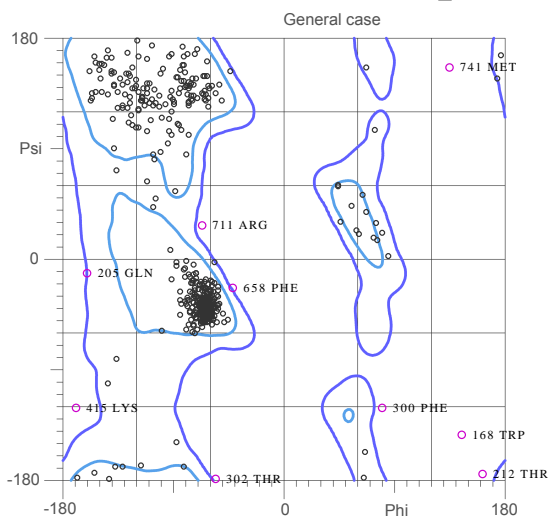 General case
180
741 MET
Psi
711 ARG
0
205 GLN
658 PHE
415 LYS
300 PHE
168 TRP
-180
302 THR
212 THR
-180
0
Phi
180